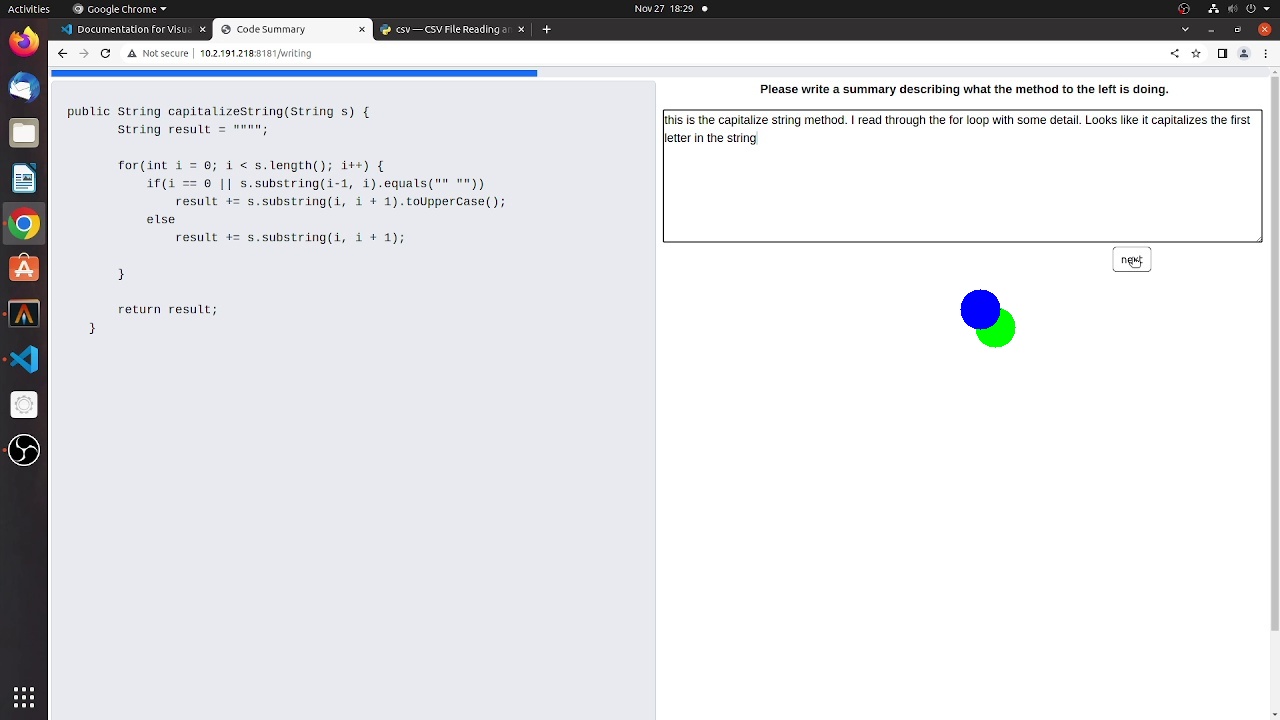 Activities
Google Chrome
Nov 27 18:29
Documentation for Visua
Code Summary
csv — CSV File Reading a
Not secure
10.2.191.218:8181/writing
public String capitalizeString(String s) {
String result = """";
for(int i = 0; i < s.length(); i++) {
if(i == 0 || s.substring(i-1, i).equals("" ""))
result += s.substring(i, i + 1).toUpperCase();
else
result += s.substring(i, i + 1);
}
return result;
}
Please write a summary describing what the method to the left is doing.
this is the capitalize string method. I read through the for loop with some detail. Looks like it capitalizes the first
letter in the string
next